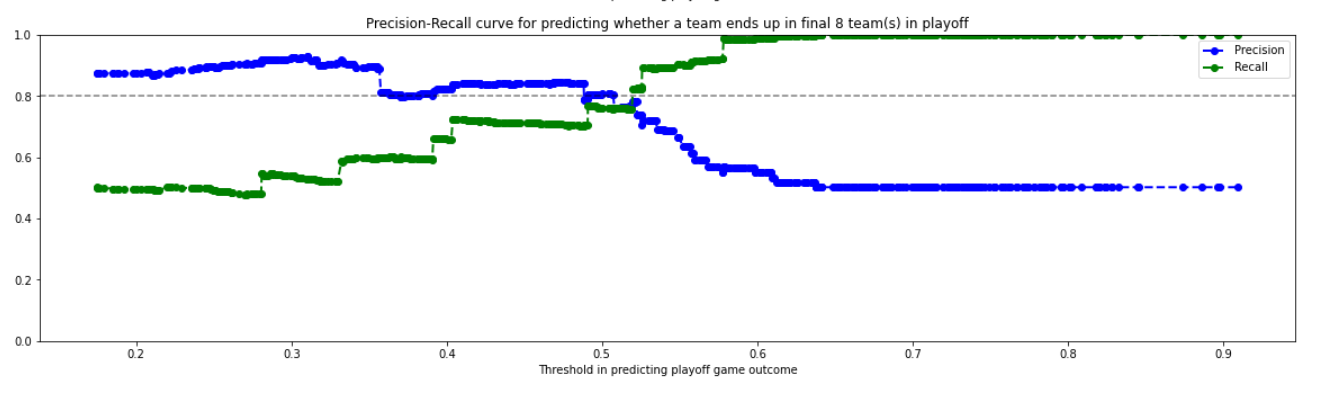 Precision-Recall curve for predicting whether a team ends up in final 8 team(s) in playoff
1.0
0.8
0.6
0.4
0.2
0.0
Precision
Recall
0.2 0.3 0.4 0.5 0.6 0.7 0.8 0.9
Threshold in predicting playoff game outcome